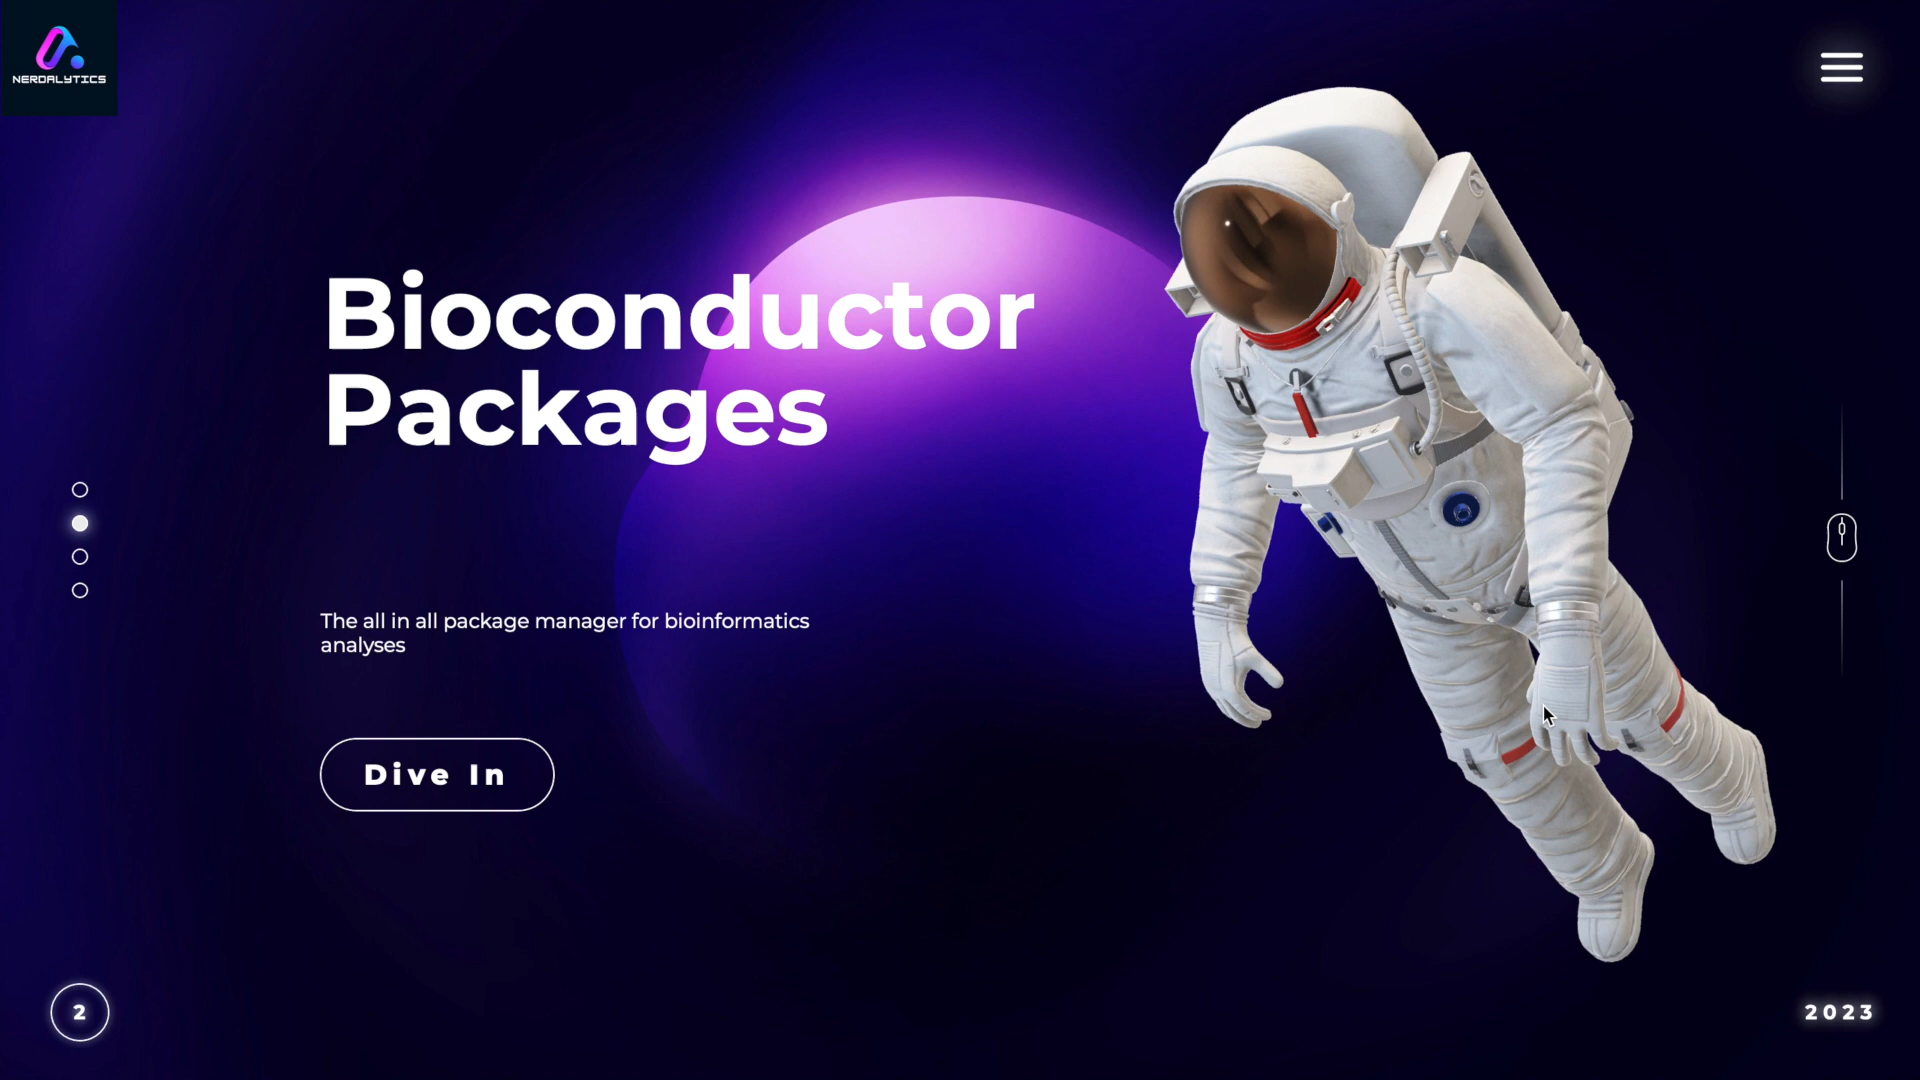 NERDALYTICS
Bioconductor
Packages
The all in all package manager for bioinformatics
analyses
Dive In
2
2023